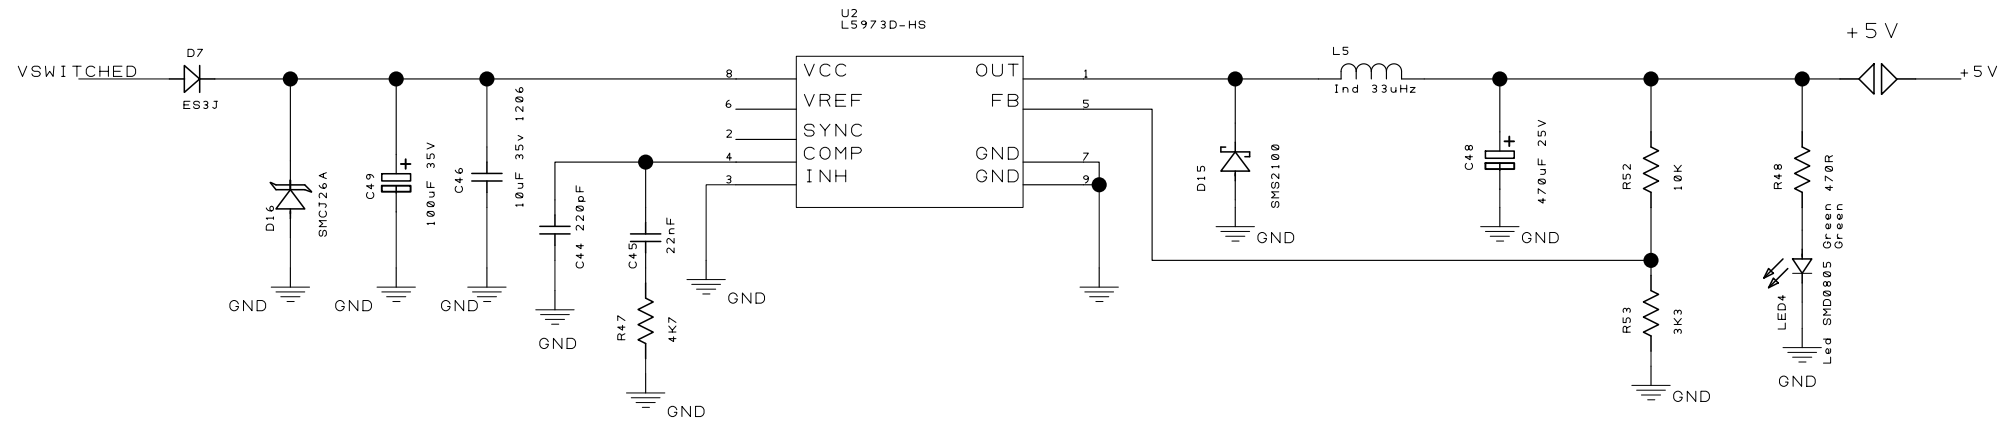 U2
L5973D-HS
+5V
D7
VSWITCHED
ES3J
8
VCC
OUT
1
L5
Ind 33uHz
+5V
6
VREF
FB
5
2
SYNC
4
COMP
GND
7
3
INH
GND
9
D16
SMCJ26A
C49
100uF 35V
C46
10uF 35v 1206
C44 220pF
C45
22nF
R47
4K7
D15
SMS2100
C48
470uF 25V
R52
10K
R53
3K3
R48
470R
Green
Green
LED4
Led SMD0805
GND
GND
GND
GND
GND
GND
GND
GND
GND
GND